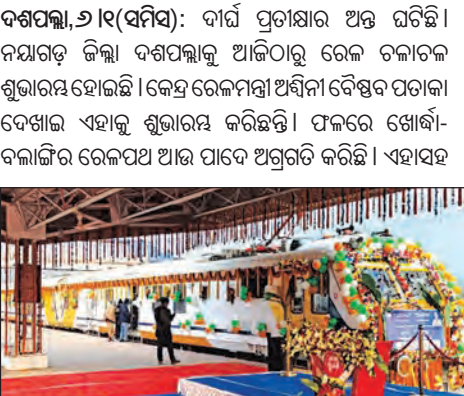 ଦଶପଲ୍ଲା,୬ ।୧(ସମିସ): ଦୀର୍ଘ ପ୍ରତୀକ୍ଷାର ଅନ୍ତ ଘଟିଛି।
ନୟାଗଡ଼ ଜିଲ୍ଲା ଦଶପଲ୍ଲାକୁ ଆଜିଠାରୁ ରେଳ ଚଳାଚଳ
ଶୁଭାରମ୍ଭ ହୋଇଛି । କେନ୍ଦ୍ର ରେଳମନ୍ତ୍ରୀ ଅଶ୍ୱିନୀ ବୈଷ୍ଣବ ପତାକା
ଦେଖାଇ ଏହାକୁ ଶୁଭାରମ୍ଭ କରିଛନ୍ତି। ଫଳରେ ଖୋର୍ଦ୍ଧା-
ବଲାଙ୍ଗିର ରେଳପଥ ଆଉ ପାଦେ ଅଗ୍ରଗତି କରିଛି । ଏହାସହ